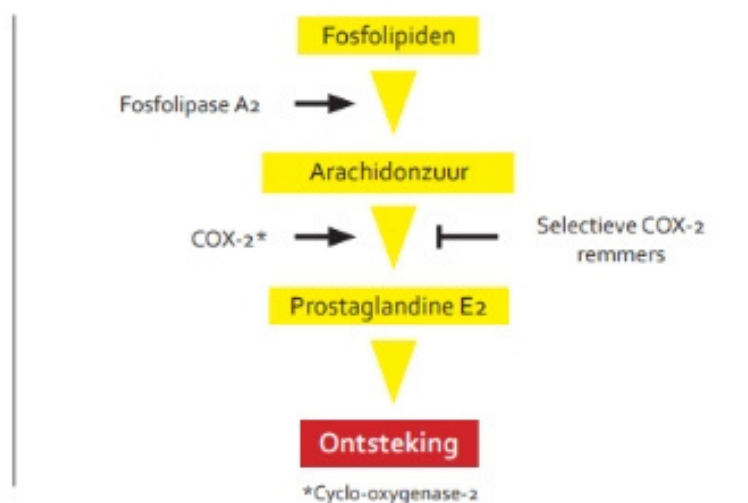 Fosfolipiden
Fosfolipase A2
Arachidonzuur
COX-2*
Selectieve COX-2
remmers
Prostaglandine E2
Ontsteking
*Cyclo-oxygenase-2